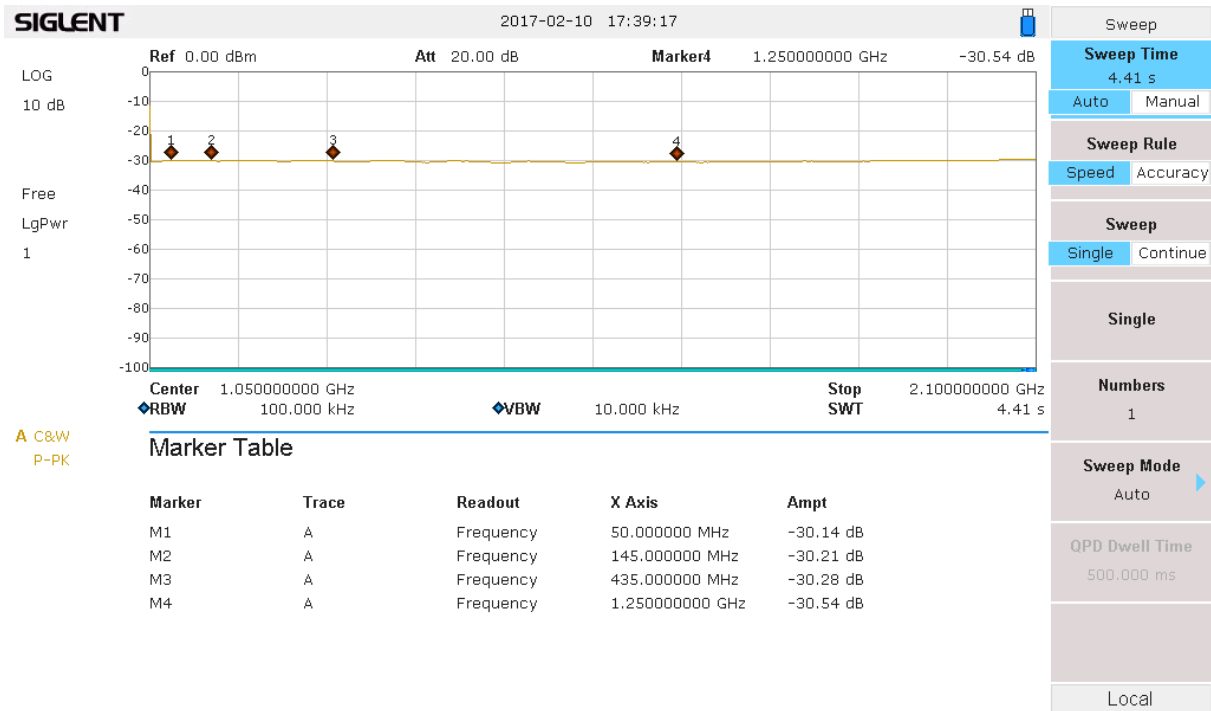 SIGLENT 2017-02-10 17:39:17 Sweep
Ref 0.00 dBm Att 20.00 dB Marker4 1.250000000 GHz -30.54 dB
Sweep Time
4.41 s
Auto Manual
LOG
10 dB
Free
LgPwr
1
0
-10
-20
-30
-40
-50
-60
-70
-80
-90
-100
1 2 3 4
Sweep Rule
Speed Accuracy
Sweep
Single Continue
Single
Center 1.050000000 GHz Stop 2.100000000 GHz
RBW 100.000 kHz VBW 10.000 kHz SWT 4.41 s
Numbers
1
A C&W
P-PK
Marker Table
Marker Trace Readout X Axis Ampt
M1 A Frequency 50.000000 MHz -30.14 dB
M2 A Frequency 145.000000 MHz -30.21 dB
M3 A Frequency 435.000000 MHz -30.28 dB
M4 A Frequency 1.250000000 GHz -30.54 dB
Sweep Mode
Auto
QPD Dwell Time
500.000 ms
Local